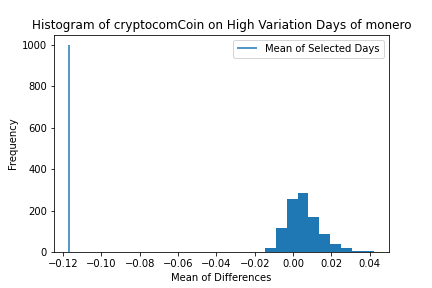 Histogram of cryptocomCoin on High Variation Days of monero
Mean of Selected Days
1000
800
600
400
200
0
Frequency
−0.12 −0.10 −0.08 −0.06 −0.04 −0.02 0.00 0.02 0.04
Mean of Differences